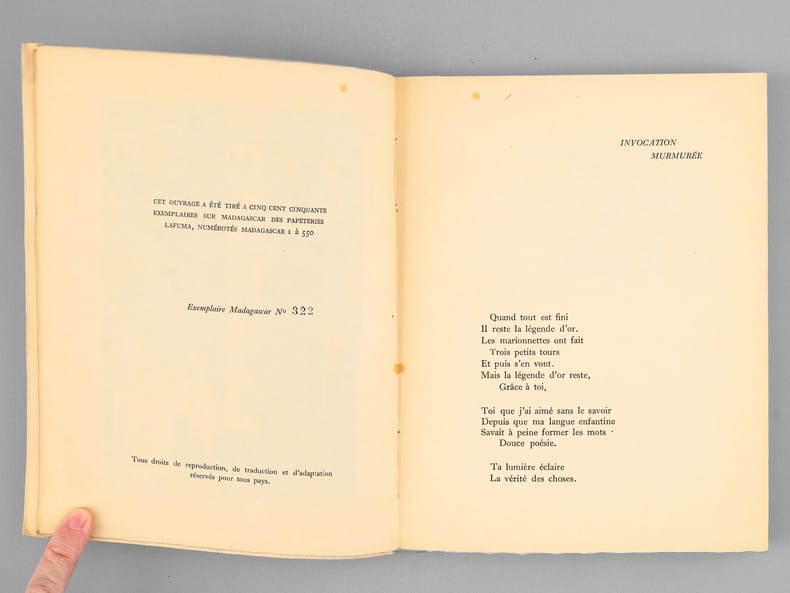 CET OUVRAGE A ÉTÉ TIRÉ A CINQ CENT CINQUANTE
EXEMPLAIRES SUR MADAGASCAR DES PAPETERIES
LAFUMA, NUMÉROTÉS MADAGASCAR 1 à 550
Exemplaire Madagascar Nº 322
Tous droits de reproduction, de traduction et d'adaptation
réservés pour tous pays.
INVOCATION
MURMURÉE
Quand tout est fini
Il reste la légende d'or.
Les marionnettes ont fait
Trois petits tours
Et puis s'en vont.
Mais la légende d'or reste,
Grâce à toi,
Toi que j'ai aimé sans le savoir
Depuis que ma langue enfantine
Savait à peine former les mots
Douce poésie.
Ta lumière éclaire
La vérité des choses.